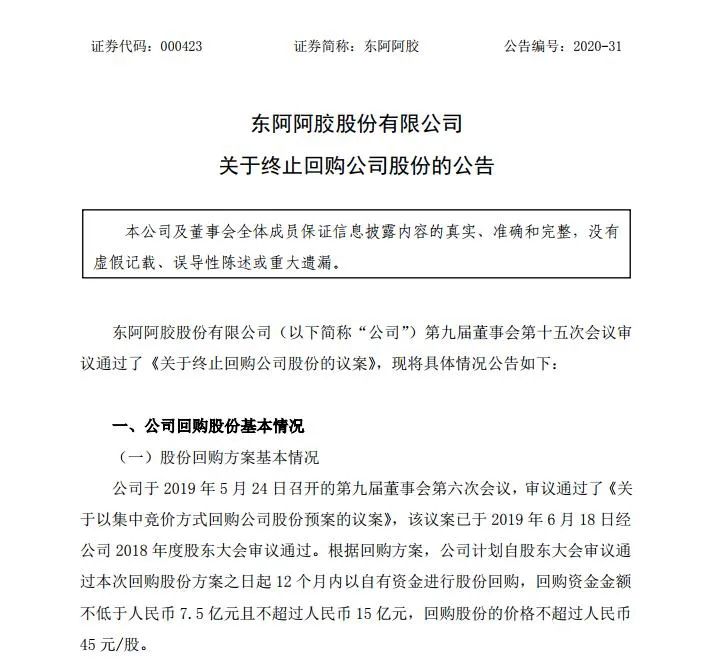 证券代码：000423 证券简称：东阿阿胶 公告编号：2020-31
东阿阿胶股份有限公司
关于终止回购公司股份的公告
本公司及董事会全体成员保证信息披露内容的真实、准确和完整，没有
虚假记载、误导性陈述或重大遗漏。
东阿阿胶股份有限公司（以下简称“公司”）第九届董事会第十五次会议审
议通过了《关于终止回购公司股份的议案》，现将具体情况公告如下：
一、公司回购股份基本情况
（一）股份回购方案基本情况
公司于 2019 年 5 月 24 日召开的第九届董事会第六次会议，审议通过了《关
于以集中竞价方式回购公司股份预案的议案》，该议案已于 2019 年 6 月 18 日经
公司 2018 年度股东大会审议通过。根据回购方案，公司计划自股东大会审议通
过本次回购股份方案之日起 12 个月内以自有资金进行股份回购，回购资金金额
不低于人民币 7.5 亿元且不超过人民币 15 亿元，回购股份的价格不超过人民币
45 元/股。